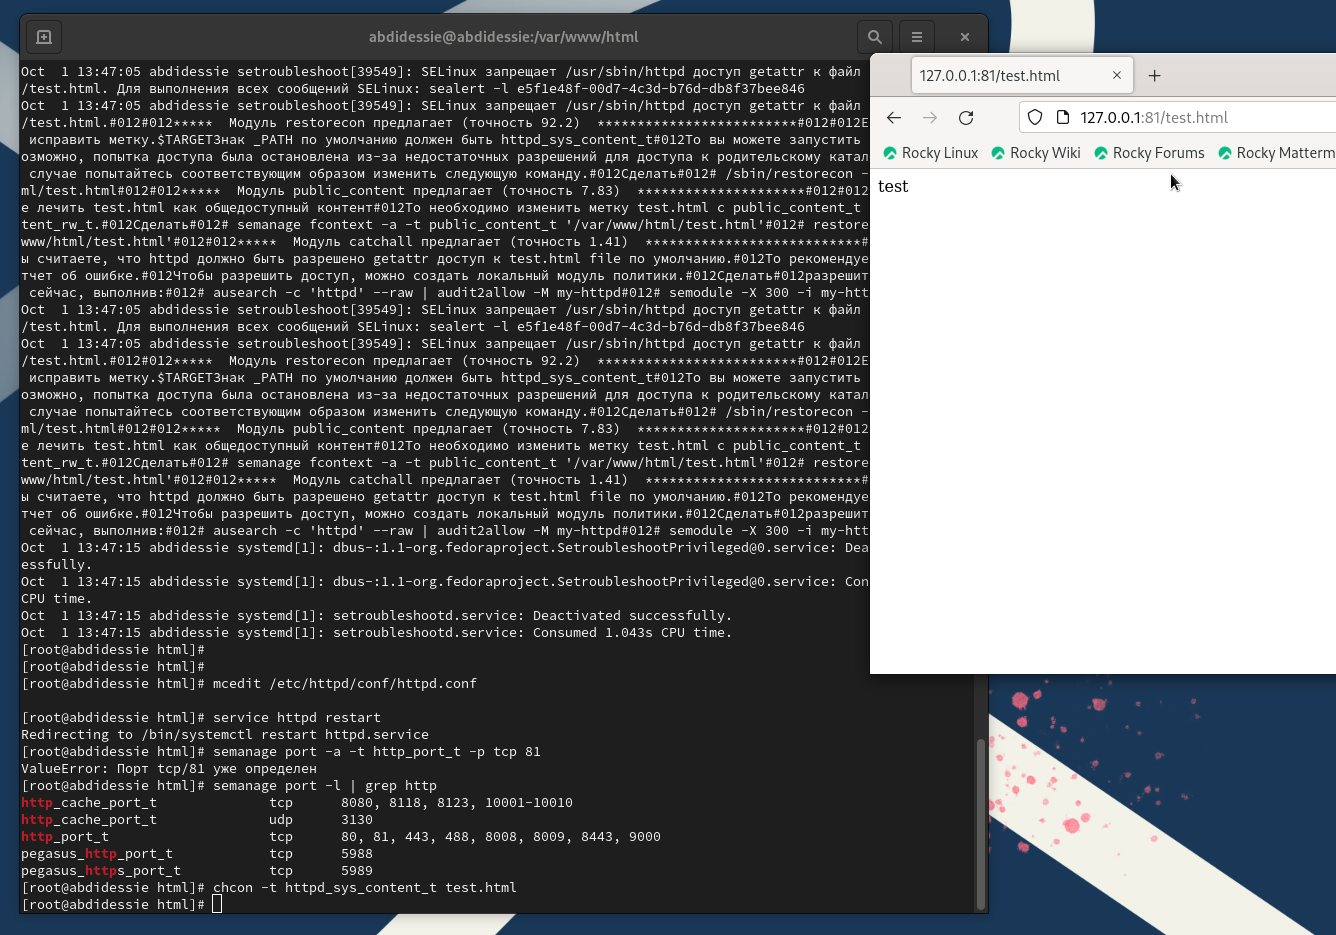 abdidessie@abdidessie:/var/www/html
Oct  1 13:47:05 abdidessie setroubleshoot[39549]: SELinux запрещает /usr/sbin/httpd доступ getattr к файл
/test.html. Для выполнения всех сообщений SELinux: sealert -l e5f1e48f-00d7-4c3d-b76d-db8f37bee846
Oct  1 13:47:05 abdidessie setroubleshoot[39549]: SELinux запрещает /usr/sbin/httpd доступ getattr к файл
/test.html.#012#012*****  Модуль restorecon предлагает (точность 92.2)  *************************#012#012Е
 исправить метку.$TARGETЗнак _PATH по умолчанию должен быть httpd_sys_content_t#012То вы можете запустить
озможно, попытка доступа была остановлена из-за недостаточных разрешений для доступа к родительскому катал
 случае попытайтесь соответствующим образом изменить следующую команду.#012Сделать#012# /sbin/restorecon -
ml/test.html#012#012*****  Модуль public_content предлагает (точность 7.83)  *********************#012#012
е лечить test.html как общедоступный контент#012То необходимо изменить метку test.html с public_content_t
tent_rw_t.#012Сделать#012# semanage fcontext -a -t public_content_t '/var/www/html/test.html'#012# restore
www/html/test.html'#012#012*****  Модуль catchall предлагает (точность 1.41)  ***************************#
ы считаете, что httpd должно быть разрешено getattr доступ к test.html file по умолчанию.#012То рекомендуе
тчет об ошибке.#012Чтобы разрешить доступ, можно создать локальный модуль политики.#012Сделать#012разрешит
 сейчас, выполнив:#012# ausearch -c 'httpd' --raw | audit2allow -M my-httpd#012# semodule -X 300 -i my-htt
Oct  1 13:47:05 abdidessie setroubleshoot[39549]: SELinux запрещает /usr/sbin/httpd доступ getattr к файл
/test.html. Для выполнения всех сообщений SELinux: sealert -l e5f1e48f-00d7-4c3d-b76d-db8f37bee846
Oct  1 13:47:05 abdidessie setroubleshoot[39549]: SELinux запрещает /usr/sbin/httpd доступ getattr к файл
/test.html.#012#012*****  Модуль restorecon предлагает (точность 92.2)  *************************#012#012Е
 исправить метку.$TARGETЗнак _PATH по умолчанию должен быть httpd_sys_content_t#012То вы можете запустить
озможно, попытка доступа была остановлена из-за недостаточных разрешений для доступа к родительскому катал
 случае попытайтесь соответствующим образом изменить следующую команду.#012Сделать#012# /sbin/restorecon -
ml/test.html#012#012*****  Модуль public_content предлагает (точность 7.83)  *********************#012#012
е лечить test.html как общедоступный контент#012То необходимо изменить метку test.html с public_content_t
tent_rw_t.#012Сделать#012# semanage fcontext -a -t public_content_t '/var/www/html/test.html'#012# restore
www/html/test.html'#012#012*****  Модуль catchall предлагает (точность 1.41)  ***************************#
ы считаете, что httpd должно быть разрешено getattr доступ к test.html file по умолчанию.#012То рекомендуе
тчет об ошибке.#012Чтобы разрешить доступ, можно создать локальный модуль политики.#012Сделать#012разрешит
 сейчас, выполнив:#012# ausearch -c 'httpd' --raw | audit2allow -M my-httpd#012# semodule -X 300 -i my-htt
Oct  1 13:47:15 abdidessie systemd[1]: dbus-:1.1-org.fedoraproject.SetroubleshootPrivileged@0.service: Dea
essfully.
Oct  1 13:47:15 abdidessie systemd[1]: dbus-:1.1-org.fedoraproject.SetroubleshootPrivileged@0.service: Con
CPU time.
Oct  1 13:47:15 abdidessie systemd[1]: setroubleshootd.service: Deactivated successfully.
Oct  1 13:47:15 abdidessie systemd[1]: setroubleshootd.service: Consumed 1.043s CPU time.
[root@abdidessie html]#
[root@abdidessie html]#
[root@abdidessie html]# mcedit /etc/httpd/conf/httpd.conf
[root@abdidessie html]# service httpd restart
Redirecting to /bin/systemctl restart httpd.service
[root@abdidessie html]# semanage port -a -t http_port_t -p tcp 81
ValueError: Порт tcp/81 уже определен
[root@abdidessie html]# semanage port -l | grep http
http_cache_port_t              tcp      8080, 8118, 8123, 10001-10010
http_cache_port_t              udp      3130
http_port_t                    tcp      80, 81, 443, 488, 8008, 8009, 8443, 9000
pegasus_http_port_t            tcp      5988
pegasus_https_port_t           tcp      5989
[root@abdidessie html]# chcon -t httpd_sys_content_t test.html
[root@abdidessie html]#
127.0.0.1:81/test.html
127.0.0.1:81/test.html
Rocky Linux Rocky Wiki Rocky Forums Rocky Matterm
test